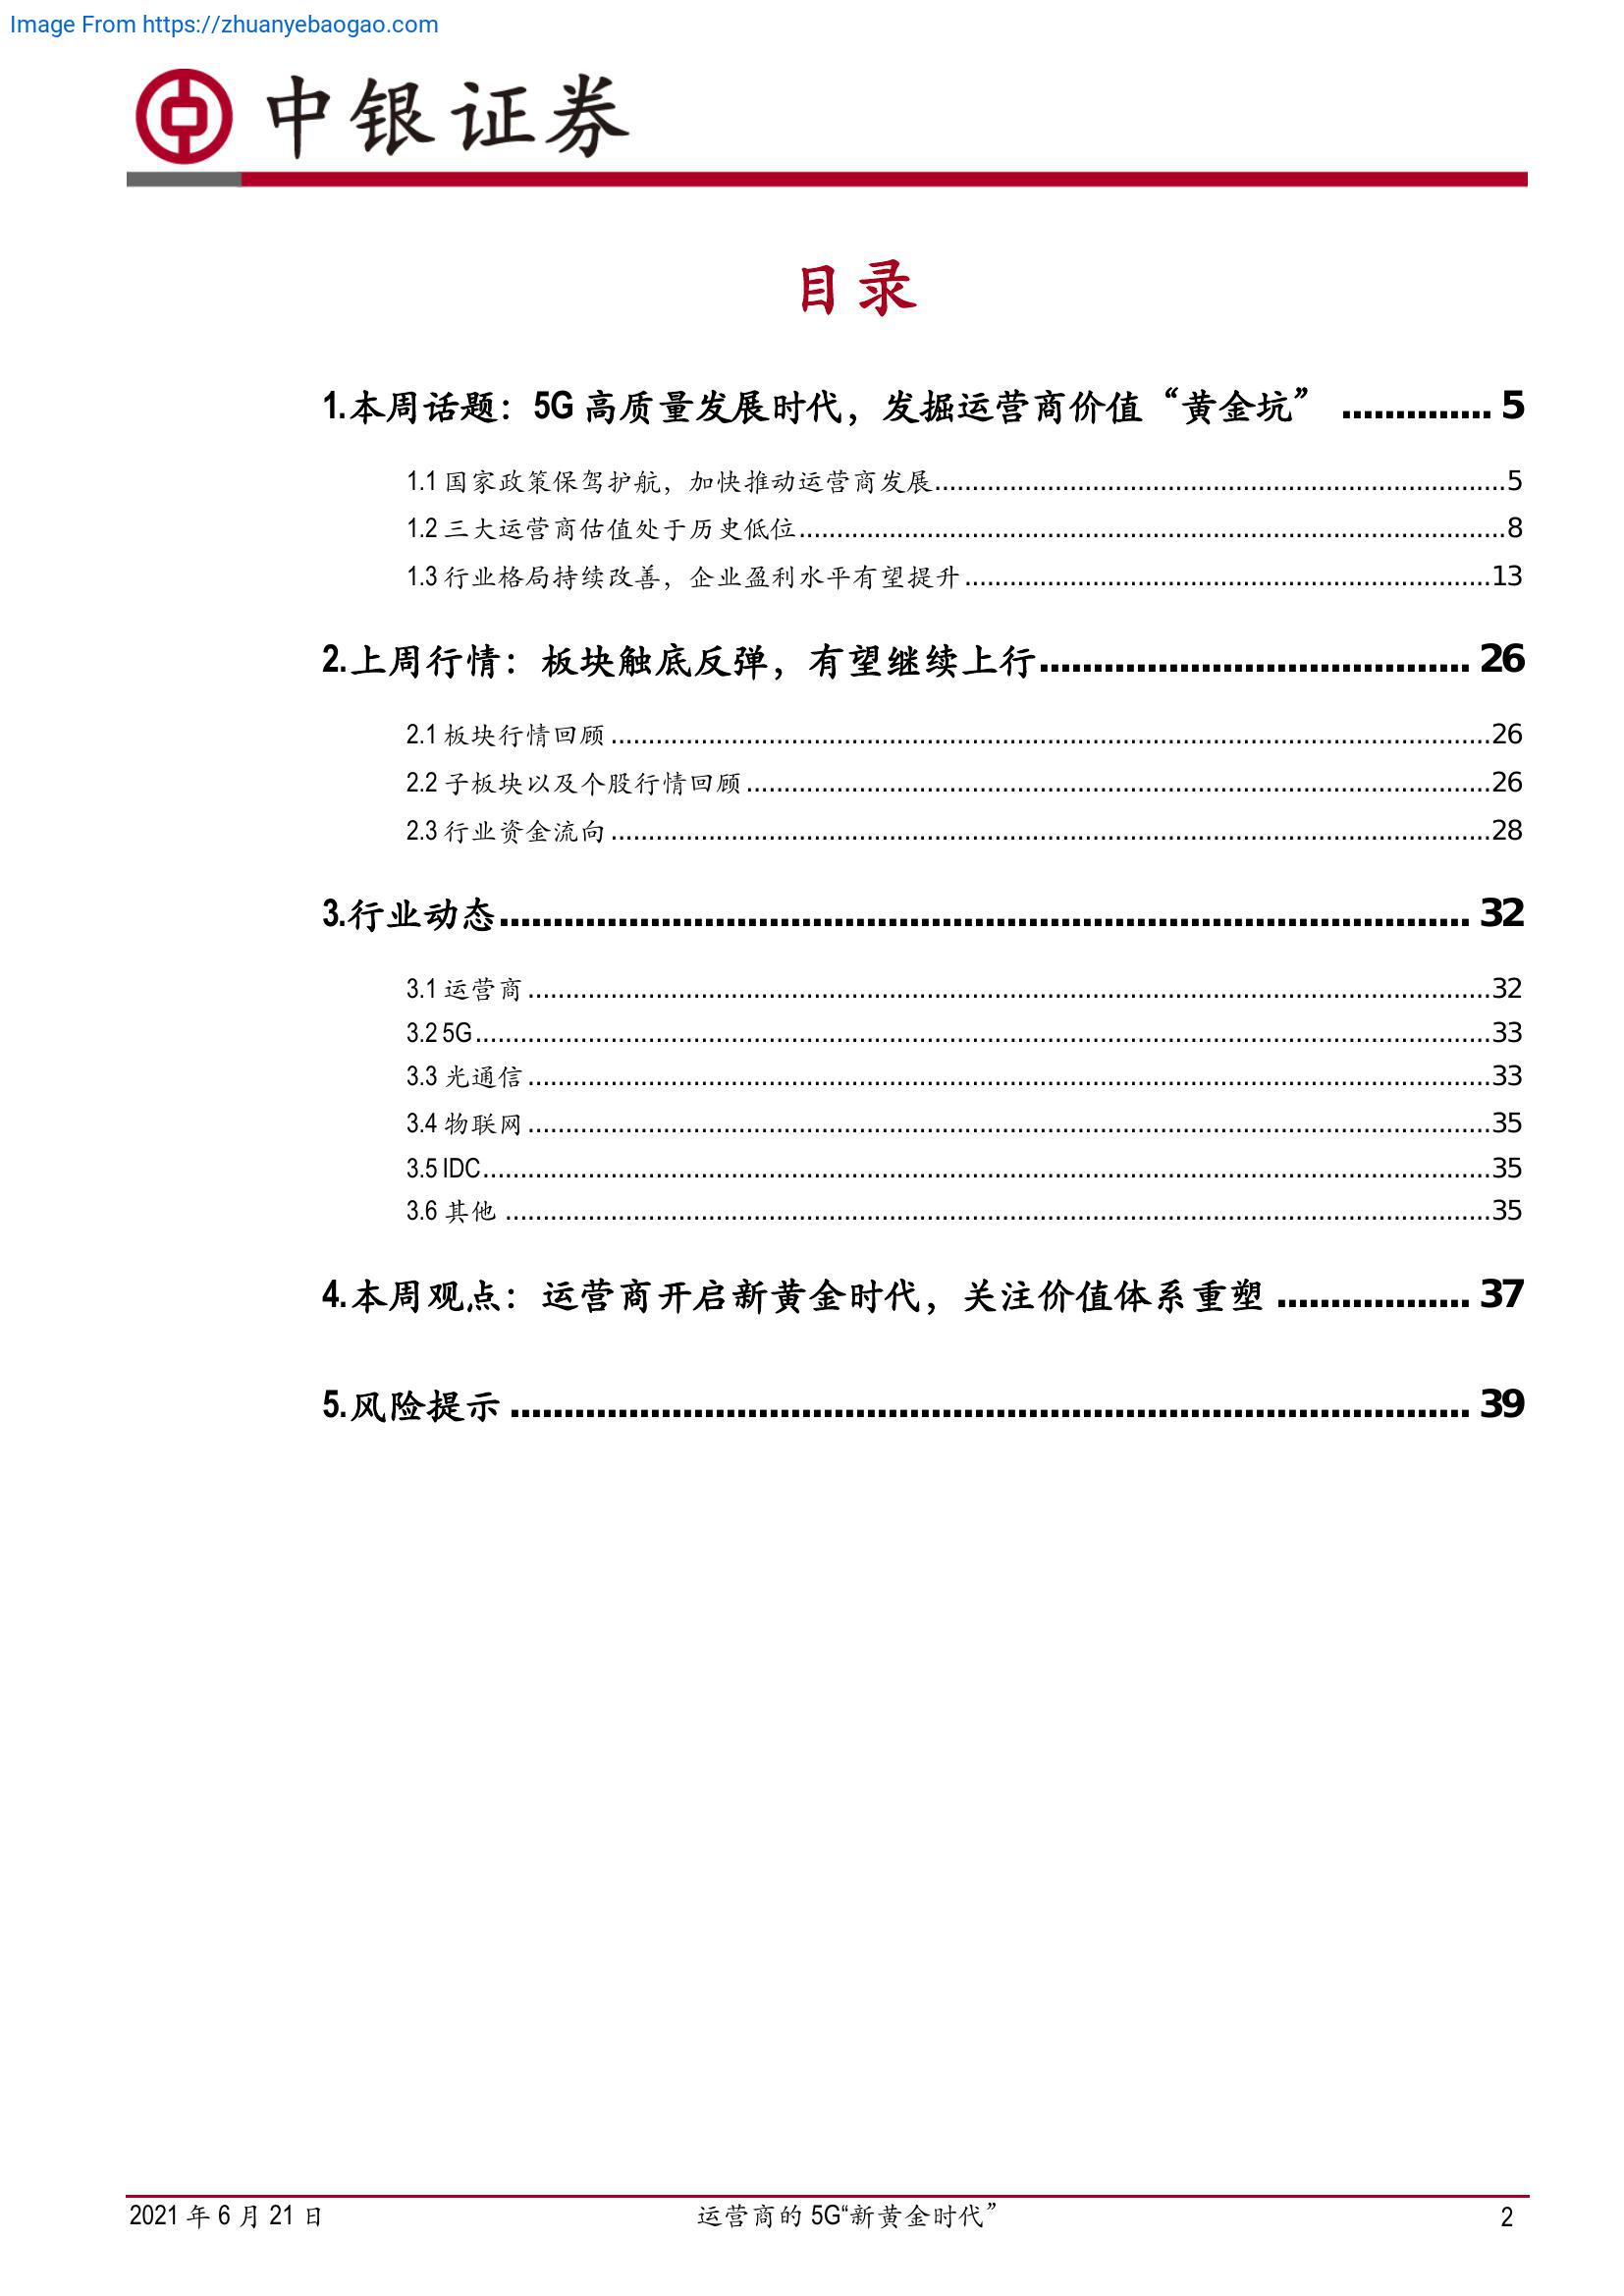 Image From https://zhuanyebaogao.com
中银证券
目录
1.本周话题：5G 高质量发展时代，发掘运营商价值“黄金坑” .............. 5
1.1 国家政策保驾护航，加快推动运营商发展..............................5
1.2 三大运营商估值处于历史低位..............................8
1.3 行业格局持续改善，企业盈利水平有望提升..............................13
2.上周行情：板块触底反弹，有望继续上行.............................. 26
2.1 板块行情回顾..............................26
2.2 子板块以及个股行情回顾..............................26
2.3 行业资金流向..............................28
3.行业动态.............................. 32
3.1 运营商..............................32
3.2 5G..............................33
3.3 光通信..............................33
3.4 物联网..............................35
3.5 IDC..............................35
3.6 其他..............................35
4.本周观点：运营商开启新黄金时代，关注价值体系重塑 .................. 37
5.风险提示.............................. 39
2021 年 6 月 21 日 运营商的 5G“新黄金时代” 2